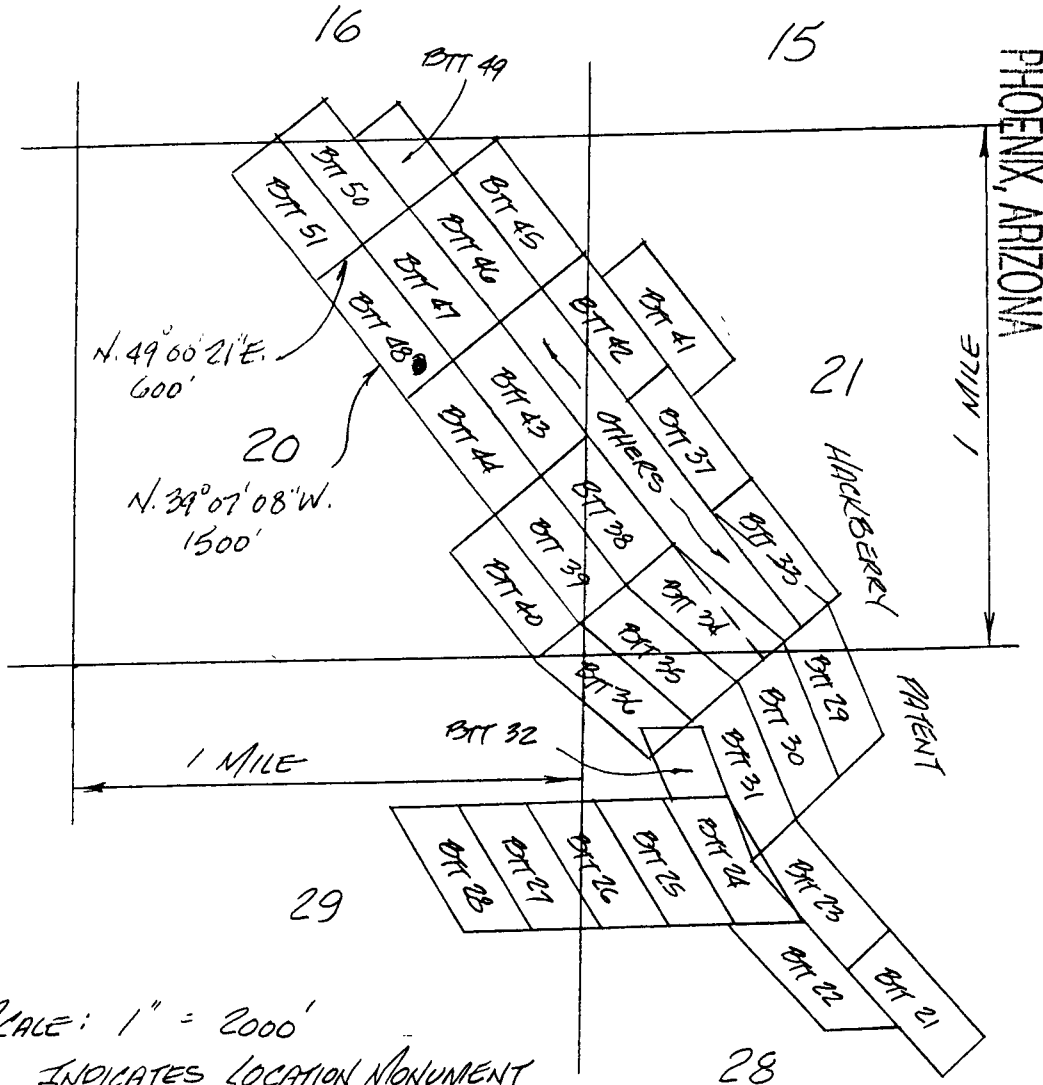 16
15
BTT 49
PHOENIX, ARIZONA
BTT 50
BTT 51
BTT 45
BTT 46
BTT 47
BTT 48
BTT 41
BTT 42
N. 49°00'21"E.
600'
21
1 MILE
BTT 43
BTT 44
OTHERS
BTT 37
20
N. 39°07'08"W.
1500'
HACKBERRY
BTT 38
BTT 33
BTT 39
BTT 40
BTT 34
BTT 35
BTT 36
BTT 29
PATENT
BTT 30
BTT 32
BTT 31
1 MILE
BTT 28
BTT 27
BTT 26
BTT 25
BTT 24
BTT 23
29
BTT 22
BTT 21
SCALE: 1" = 2000'
INDICATES LOCATION MONUMENT
28